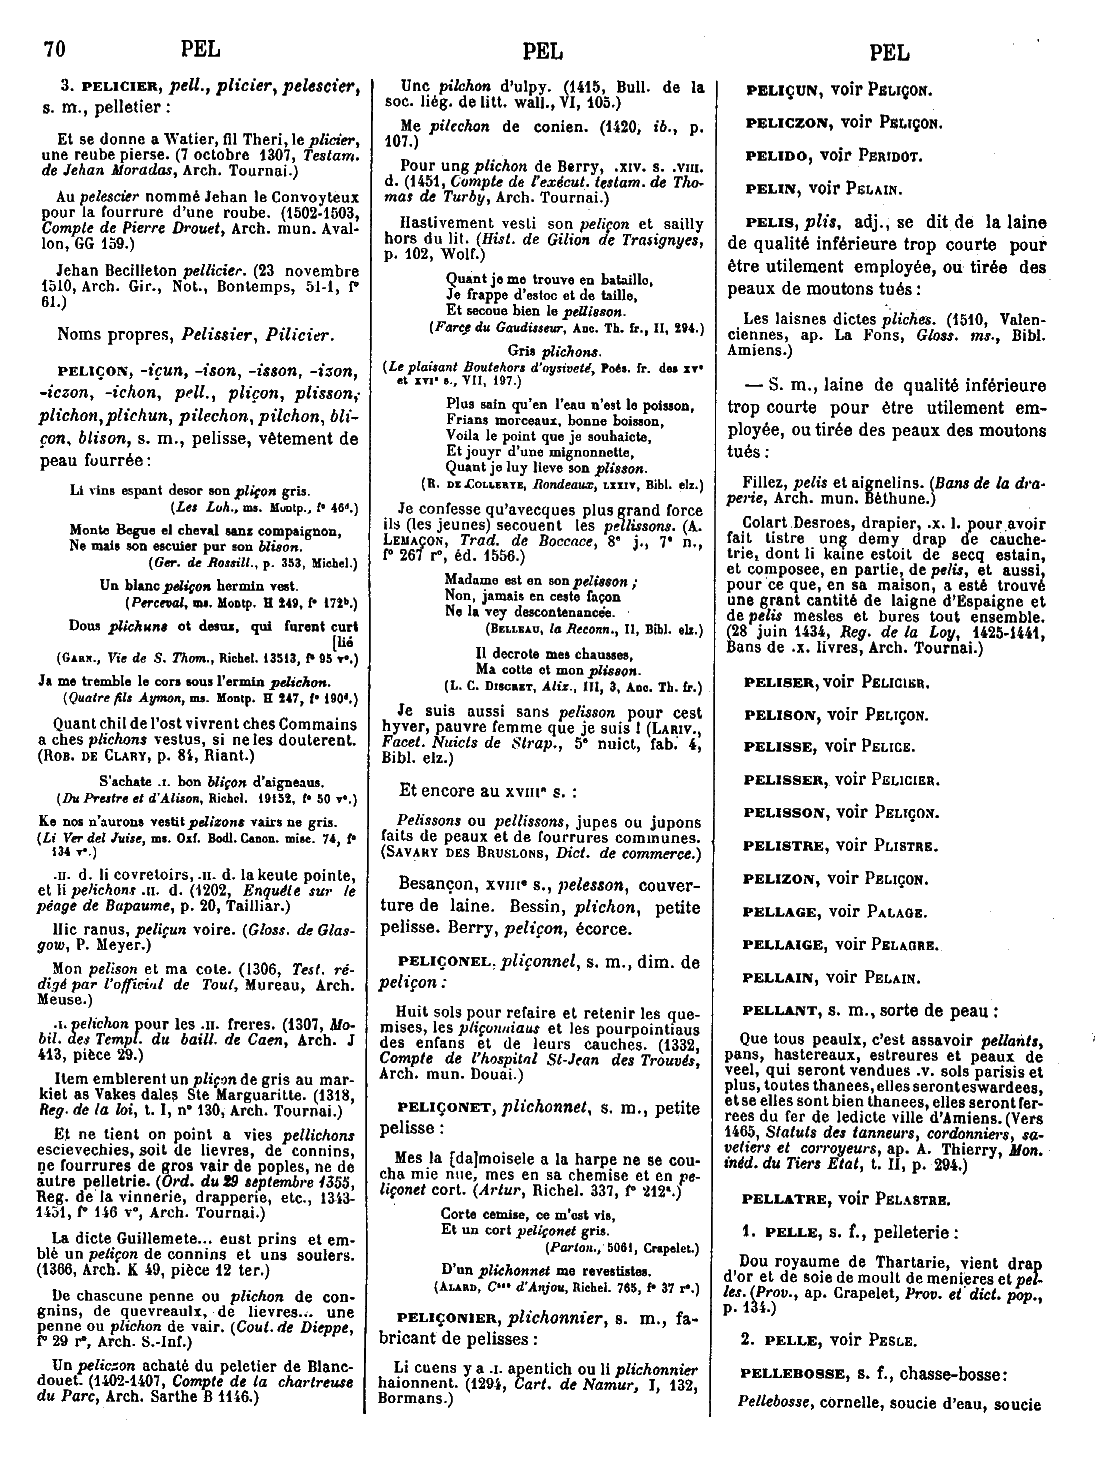 70 PEL PEL PEL
3. PELICIER, pell., plicier, pelescier,
s. m., pelletier :
Et se donne a Watier, fil Theri, le plicier,
une reube pierse. (7 octobre 1307, Testam.
de Jehan Moradas, Arch. Tournai.)
Au pelescier nommé Jehan le Convoyteux
pour la fourrure d'une roube. (1502-1503,
Compte de Pierre Drouet, Arch. mun. Aval-
lon, GG 159.)
Jehan Becilleton pellicier. (23 novembre
1510, Arch. Gir., Not., Bontemps, 51-1, f°
61.)
Noms propres, Pelissier, Pilicier.
PELIÇON, -içun, -ison, -isson, -izon,
-iczon, -ichon, pell., pliçon, plisson,
plichon, plichun, pilechon, pilchon, bli-
çon, blison, s. m., pelisse, vêtement de
peau fourrée :
Li vins espant desor son pliçon gris.
(Les Loh., ms. Montp., f° 46d.)
Monte Begue el cheval sanz compaignon,
Ne mais son escuier pur son blison.
(Ger. de Rossill., p. 353, Michel.)
Un blanc peliçon hermin vest.
(Perceval, ms. Montp. H 249, f° 172b.)
Dous plichuns ot desuz, qui furent curt
[lié
(GARN., Vie de S. Thom., Richel. 13513, f° 95 v°.)
Ja me tremble le cors sous l'ermin pelichon.
(Quatre fils Aymon, ms. Montp. H 247, f° 190d.)
Quant chil de l'ost vivrent ches Commains
a ches plichons vestus, si ne les douterent.
(ROB. DE CLARY, p. 84, Riant.)
S'achate .I. bon bliçon d'aigneaus.
(Du Prestre et d'Alison, Richel. 19152, f° 50 v°.)
Ke nos n'aurons vestit pelizons vairs ne gris.
(Li Ver del Juise, ms. Oxf. Bodl. Canon. misc. 74, f°
134 v°.)
.II. d. li covretoirs, .II. d. la keute pointe,
et li pelichons .II. d. (1202, Enquête sur le
péage de Bapaume, p. 20, Tailliar.)
Hic ranus, peliçun voire. (Gloss. de Glas-
gow, P. Meyer.)
Mon pelison et ma cote. (1306, Test. ré-
digé par l'official de Toul, Mureau, Arch.
Meuse.)
.I. pelichon pour les .II. freres. (1307, Mo-
bil. des Templ. du baill. de Caen, Arch. J
413, pièce 29.)
Item emblerent un pliçon de gris au mar-
kiet as Vakes dales Ste Marguaritte. (1318,
Reg. de la loi, t. I, n° 130, Arch. Tournai.)
Et ne tient on point a vies pellichons
escievechies, soit de lievres, de connins,
ne fourrures de gros vair de poples, ne de
autre pelletrie. (Ord. du 29 septembre 1355,
Reg. de la vinnerie, drapperie, etc., 1343-
1451, f° 146 v°, Arch. Tournai.)
La dicte Guillemete... eust prins et em-
blé un peliçon de connins et uns soulers.
(1366, Arch. K 49, pièce 12 ter.)
De chascune penne ou plichon de con-
gnins, de quevreaulx, de lievres... une
penne ou plichon de vair. (Cout. de Dieppe,
f° 29 r°, Arch. S.-Inf.)
Un peliczon achaté du peletier de Blanc-
douet. (1402-1407, Compte de la chartreuse
du Parc, Arch. Sarthe B 1146.)
Une pilchon d'ulpy. (1415, Bull. de la
soc. liég. de litt. wall., VI, 105.)
Me pilechon de conien. (1420, ib., p.
107.)
Pour ung plichon de Berry, .XIV. s. .VIII.
d. (1451, Compte de l'exécut. testam. de Tho-
mas de Turby, Arch. Tournai.)
Hastivement vesti son peliçon et sailly
hors du lit. (Hist. de Gilion de Trasignyes,
p. 102, Wolf.)
Quant je me trouve en bataille,
Je frappe d'estoc et de taille,
Et secoue bien le pellisson.
(Farce du Gaudisseur, Anc. Th. fr., II, 294.)
Gris plichons.
(Le plaisant Boutehors d'oysiveté, Poés. fr. des XVe
et XVIe s., VII, 197.)
Plus sain qu'en l'eau n'est le poisson,
Frians morceaux, bonne boisson,
Voila le point que je souhaicte,
Et jouyr d'une mignonnette,
Quant je luy lieve son plisson.
(R. DE COLLERYE, Rondeaux, LXXIV, Bibl. elz.)
Je confesse qu'avecques plus grand force
ils (les jeunes) secouent les pellissons. (A.
LEMAÇON, Trad. de Boccace, 8e j., 7e n.,
f° 267 r°, éd. 1556.)
Madame est en son pelisson ;
Non, jamais en ceste façon
Ne la vey descontenancée.
(BELLEAU, la Reconn., II, Bibl. elz.)
Il decrote mes chausses,
Ma cotte et mon plisson.
(L. C. DISCRET, Aliz., III, 3, Anc. Th. fr.)
Je suis aussi sans pelisson pour cest
hyver, pauvre femme que je suis ! (LARIV.,
Facet. Nuicts de Strap., 5e nuict, fab. 4,
Bibl. elz.)
Et encore au XVIIIe s. :
Pelissons ou pellissons, jupes ou jupons
faits de peaux et de fourrures communes.
(SAVARY DES BRUSLONS, Dict. de commerce.)
Besançon, XVIIIe s., pelesson, couver-
ture de laine. Bessin, plichon, petite
pelisse. Berry, peliçon, écorce.
PELIÇONEL, pliçonnel, s. m., dim. de
peliçon :
Huit sols pour refaire et retenir les que-
mises, les pliçonniaus et les pourpointiaus
des enfans et de leurs cauches. (1332,
Compte de l'hospital St-Jean des Trouvés,
Arch. mun. Douai.)
PELIÇONET, plichonnet, s. m., petite
pelisse :
Mes la [da]moisele a la harpe ne se cou-
cha mie nue, mes en sa chemise et en pe-
liçonet cort. (Artur, Richel. 337, f° 212a.)
Corte cemise, ce m'est vis,
Et un cort peliçonet gris.
(Parton., 5061, Crapelet.)
D'un plichonnet me revestistes.
(ALARD, C*** d'Anjou, Richel. 765, f° 37 r°.)
PELIÇONIER, plichonnier, s. m., fa-
bricant de pelisses :
Li cuens y a .I. apentich ou li plichonnier
haionnent. (1294, Cart. de Namur, I, 132,
Bormans.)
PELIÇUN, voir PELIÇON.
PELICZON, voir PELIÇON.
PELIDO, voir PERIDOT.
PELIN, voir PELAIN.
PELIS, plis, adj., se dit de la laine
de qualité inférieure trop courte pour
être utilement employée, ou tirée des
peaux de moutons tués :
Les laisnes dictes pliches. (1510, Valen-
ciennes, ap. La Fons, Gloss. ms., Bibl.
Amiens.)
— S. m., laine de qualité inférieure
trop courte pour être utilement em-
ployée, ou tirée des peaux des moutons
tués :
Fillez, pelis et aignelins. (Bans de la dra-
perie, Arch. mun. Béthune.)
Colart Desroes, drapier, .x. l. pour avoir
fait tistre ung demy drap de cauche-
trie, dont li kaine estoit de secq estain,
et composee, en partie, de pelis, et aussi,
pour ce que, en sa maison, a esté trouvé
une grant cantité de laigne d'Espaigne et
de pelis mesles et bures tout ensemble.
(28 juin 1434, Reg. de la Loy, 1425-1441,
Bans de .x. livres, Arch. Tournai.)
PELISER, voir PELICIER.
PELISON, voir PELIÇON.
PELISSE, voir PELICE.
PELISSER, voir PELICIER.
PELISSON, voir PELIÇON.
PELISTRE, voir PLISTRE.
PELIZON, voir PELIÇON.
PELLAGE, voir PALAGE.
PELLAIGE, voir PELAGRE.
PELLAIN, voir PELAIN.
PELLANT, s. m., sorte de peau :
Que tous peaulx, c'est assavoir pellants,
pans, hastereaux, estreures et peaux de
veel, qui seront vendues .V. sols parisis et
plus, toutes thanees, elles seront eswardees,
et se elles sont bien thanees, elles seront fer-
rees du fer de ledicte ville d'Amiens. (Vers
1465, Statuts des tanneurs, cordonniers, sa-
vetiers et corroyeurs, ap. A. Thierry, Mon.
inéd. du Tiers Etat, t. II, p. 294.)
PELLATRE, voir PELASTRE.
1. PELLE, s. f., pelleterie :
Dou royaume de Thartarie, vient drap
d'or et de soie de moult de menieres et pel-
les. (Prov., ap. Crapelet, Prov. et dict. pop.,
p. 134.)
2. PELLE, voir PESLE.
PELLEBOSSE, s. f., chasse-bosse :
Pellebosse, cornelle, soucie d'eau, soucie